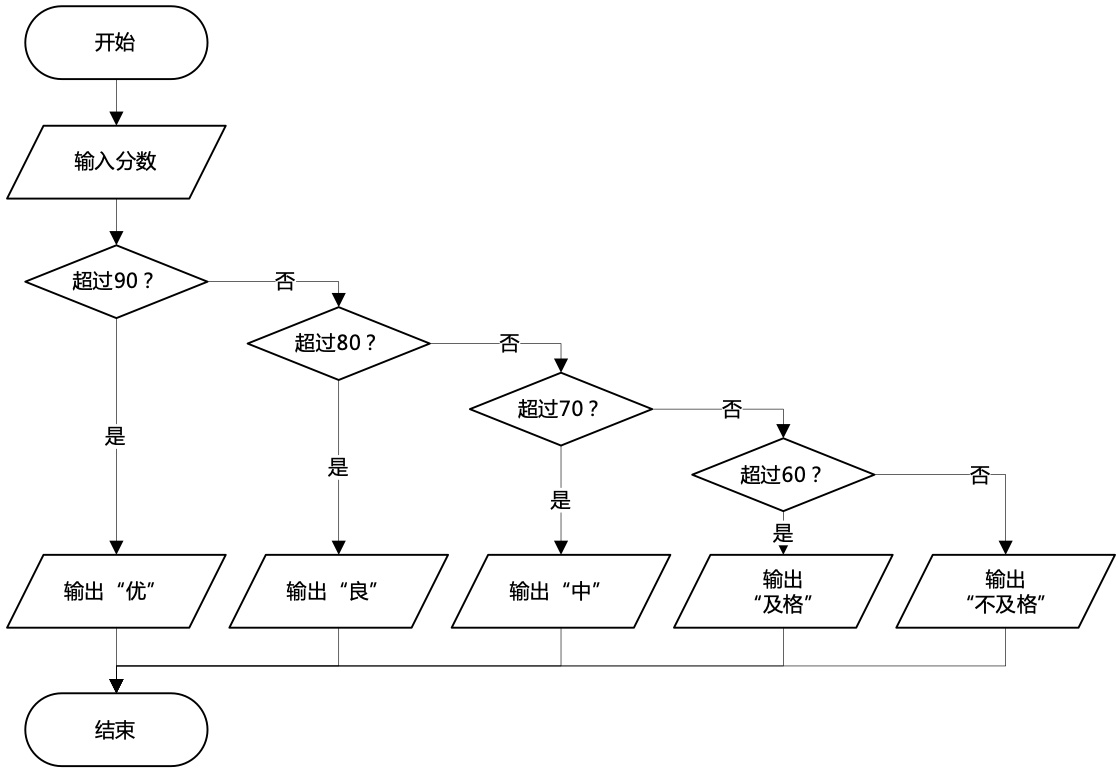 开始
输入分数
超过90？
否
超过80？
否
超过70？
否
超过60？
否
是
是
是
是
输出“优”
输出“良”
输出“中”
输出
“及格”
输出
“不及格”
结束